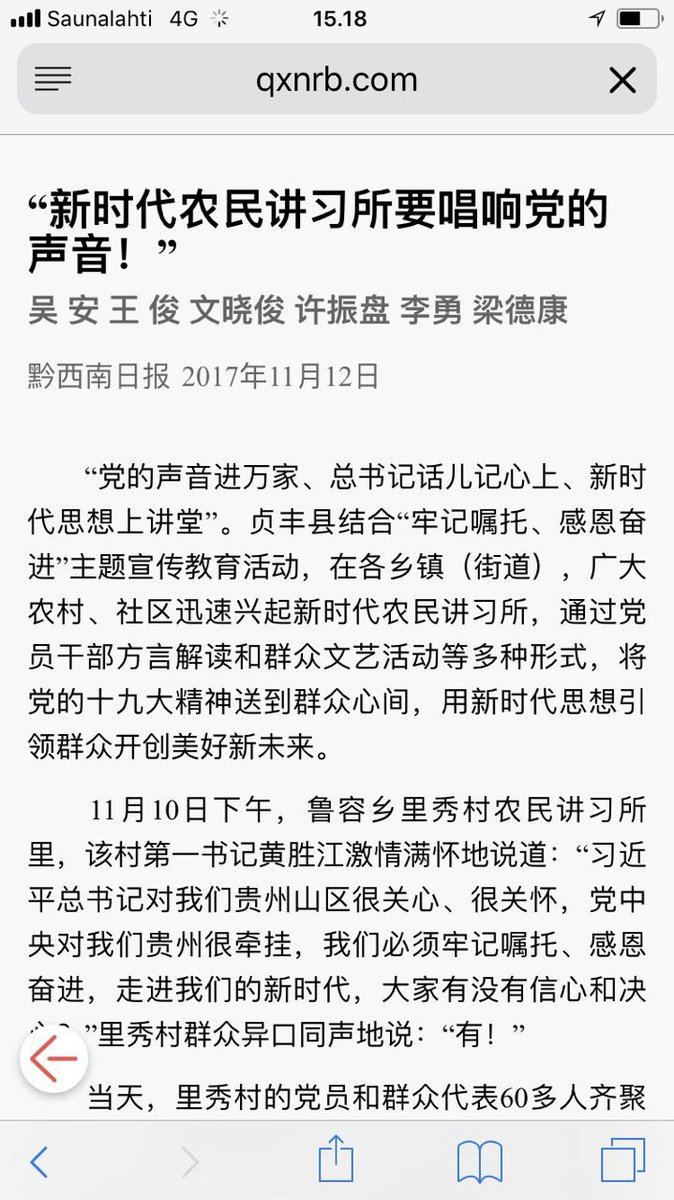 Saunalahti 4G 15.18
qxnrb.com
“新时代农民讲习所要唱响党的
声音！”
吴 安 王 俊 文晓俊 许振盘 李勇 梁德康
黔西南日报 2017年11月12日
“党的声音进万家、总书记话儿记心上、新时
代思想上讲堂”。贞丰县结合“牢记嘱托、感恩奋
进”主题宣传教育活动，在各乡镇（街道），广大
农村、社区迅速兴起新时代农民讲习所，通过党
员干部方言解读和群众文艺活动等多种形式，将
党的十九大精神送到群众心间，用新时代思想引
领群众开创美好新未来。
11月10日下午，鲁容乡里秀村农民讲习所
里，该村第一书记黄胜江激情满怀地说道：“习近
平总书记对我们贵州山区很关心、很关怀，党中
央对我们贵州很牵挂，我们必须牢记嘱托、感恩
奋进，走进我们的新时代，大家有没有信心和决
心？”里秀村群众异口同声地说：“有！”
当天，里秀村的党员和群众代表60多人齐聚